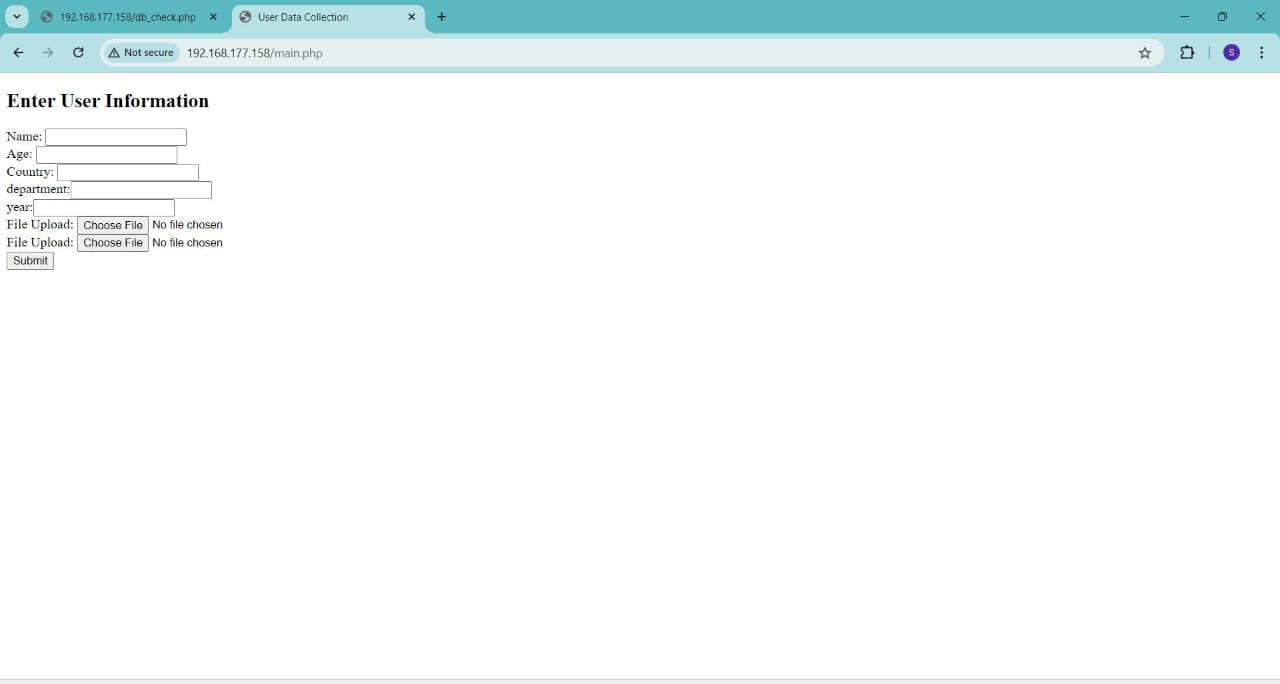 192.168.177.158/db_check.php
User Data Collection
Not secure
192.168.177.158/main.php
S
Enter User Information
Name:
Age:
Country:
department:
year:
File Upload: Choose File No file chosen
File Upload: Choose File No file chosen
Submit